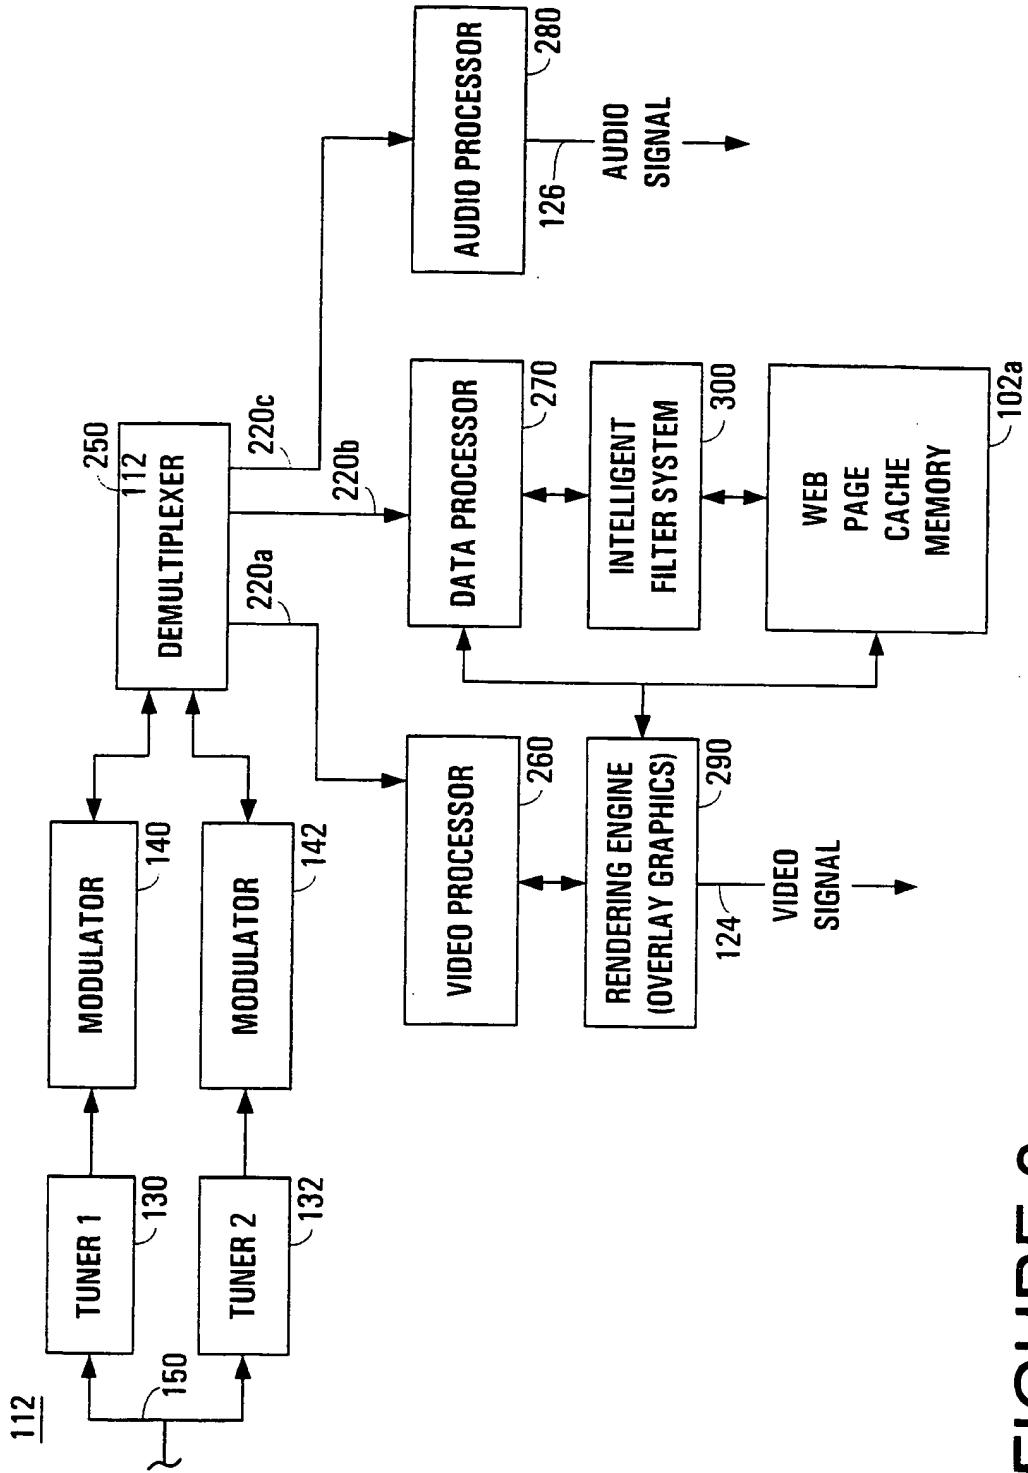 112
150
TUNER 1
130
TUNER 2
132
MODULATOR
140
MODULATOR
142
250
112
DEMULTIPLEXER
220a
220b
220c
VIDEO PROCESSOR
260
DATA PROCESSOR
270
AUDIO PROCESSOR
280
RENDERING ENGINE
(OVERLAY GRAPHICS)
290
INTELLIGENT
FILTER SYSTEM
300
126
AUDIO
SIGNAL
124
VIDEO
SIGNAL
WEB
PAGE
CACHE
MEMORY
102a
FIGURE